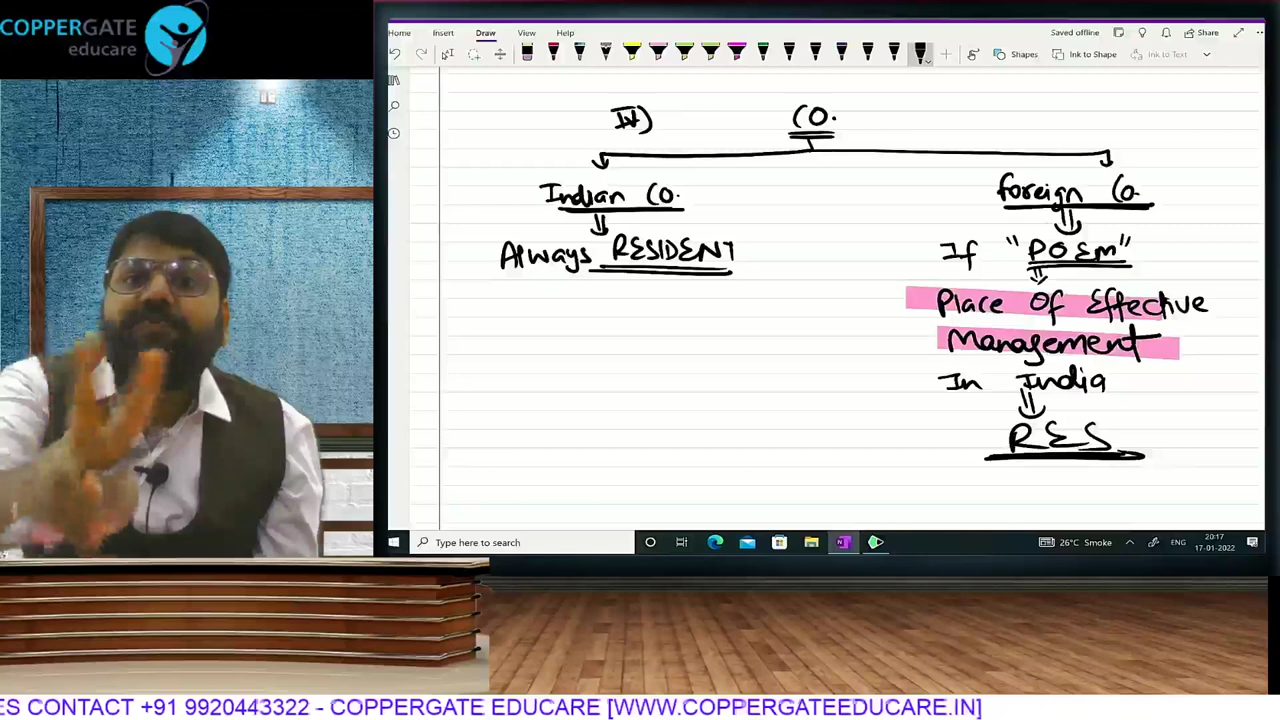 COPPERGATE
educare
Home Insert Draw View Help
Saved offline
Share
Shapes
Ink to Shape
Ink to Text
IV) CO.
Indian CO.
Foreign Co.
Always RESIDENT
If "POEM"
Place Of Effective
Management
In India
RES
Type here to search
26°C Smoke
ENG
20:17
17-01-2022
ES CONTACT +91 9920443322 - COPPERGATE EDUCARE [WWW.COPPERGATEEDUCARE.IN]